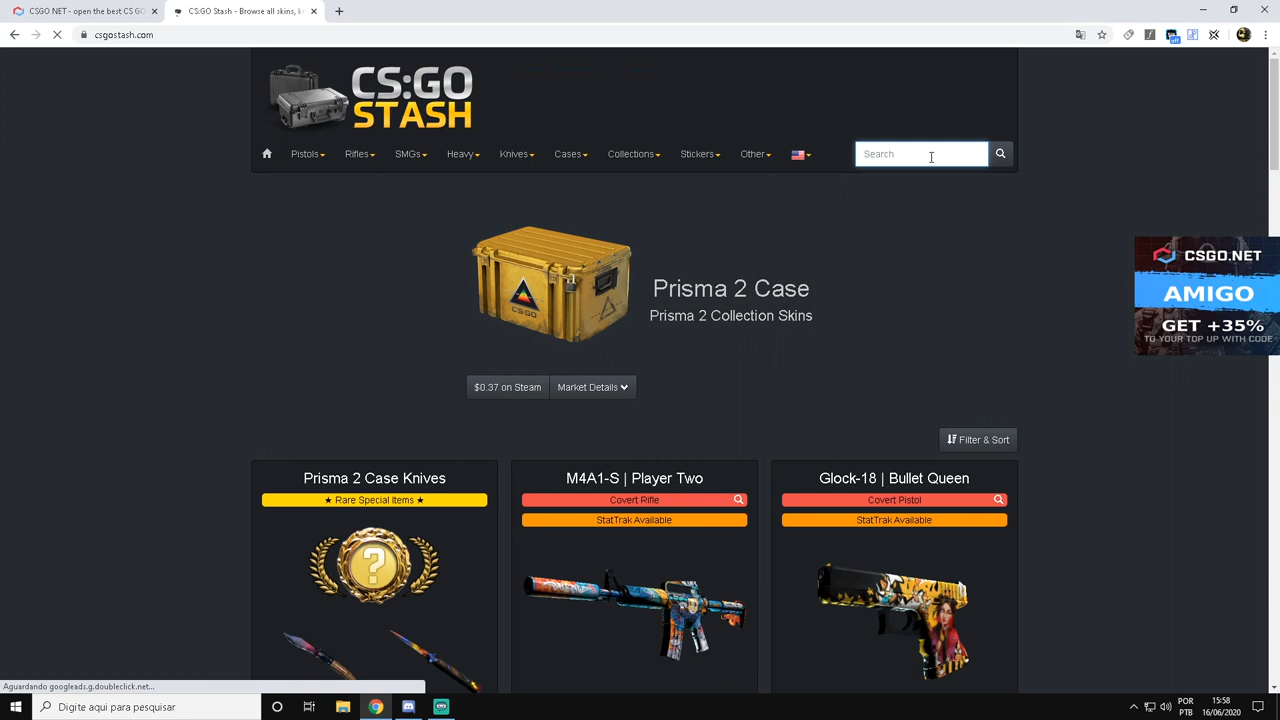 CSGO NET - open the best CS GO
CS:GO Stash - Browse all skins, kn
csgostash.com
off
CS:GO
STASH
Pistols Rifles SMGs Heavy Knives Cases Collections Stickers Other Search
CSGO.NET
AMIGO
GET +35%
TO YOUR TOP UP WITH CODE
CS:GO
Prisma 2 Case
Prisma 2 Collection Skins
$0.37 on Steam Market Details
Filter & Sort
Prisma 2 Case Knives
★ Rare Special Items ★
M4A1-S | Player Two
Covert Rifle
StatTrak Available
Glock-18 | Bullet Queen
Covert Pistol
StatTrak Available
?
Aguardando googleads.g.doubleclick.net...
Digite aqui para pesquisar
POR
PTB
15:58
16/06/2020